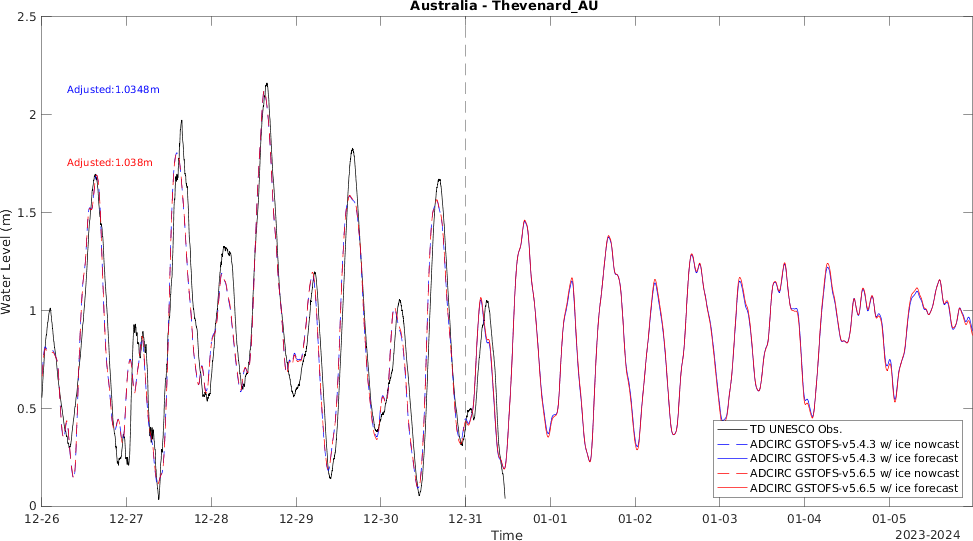 Australia - Thevenard_AU
Water Level (m)
2.5
2
1.5
1
0.5
0
Adjusted:1.0348m
Adjusted:1.038m
TD UNESCO Obs.
ADCIRC GSTOFS-v5.4.3 w/ ice nowcast
ADCIRC GSTOFS-v5.4.3 w/ ice forecast
ADCIRC GSTOFS-v5.6.5 w/ ice nowcast
ADCIRC GSTOFS-v5.6.5 w/ ice forecast
12-26 12-27 12-28 12-29 12-30 12-31 01-01 01-02 01-03 01-04 01-05
Time
2023-2024